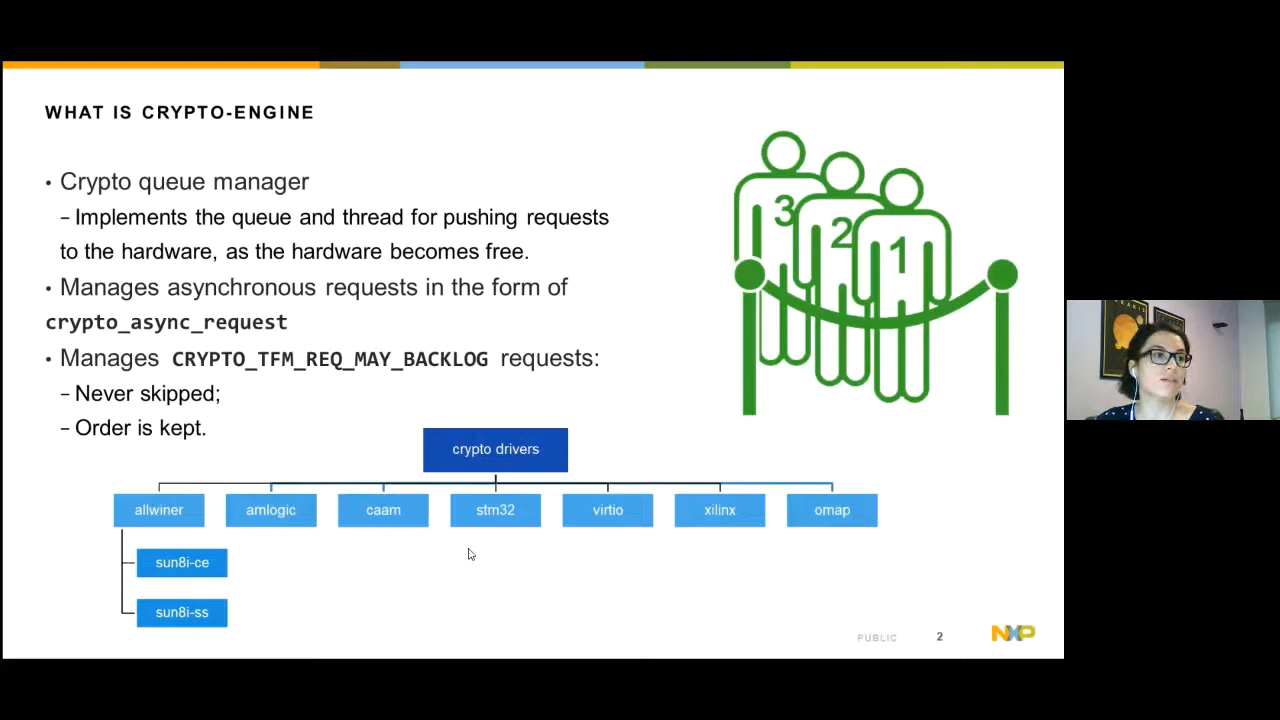 WHAT IS CRYPTO-ENGINE
• Crypto queue manager
– Implements the queue and thread for pushing requests
to the hardware, as the hardware becomes free.
• Manages asynchronous requests in the form of
crypto_async_request
• Manages CRYPTO_TFM_REQ_MAY_BACKLOG requests:
– Never skipped;
– Order is kept.
3
2
1
crypto drivers
allwiner
amlogic
caam
stm32
virtio
xilinx
omap
sun8i-ce
sun8i-ss
PUBLIC
2
NXP